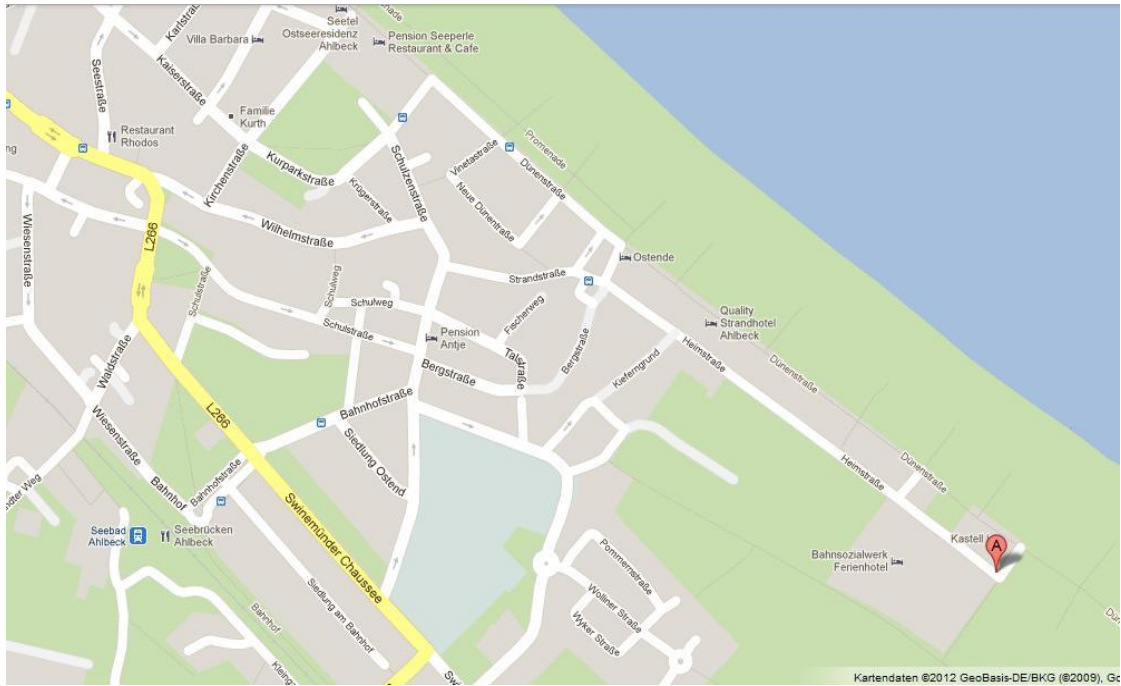 Seetel
Ostseeresidenz
Ahlbeck
Promenade
Karlstraße
Villa Barbara
Pension Seeperle
Restaurant & Cafe
Seestraße
Kaiserstraße
Familie
Kurth
Restaurant
Rhodos
ng
Kirchenstraße
Kurparkstraße
Krügerstraße
Schulzenstraße
Vinetastraße
Promenade
Dünenstraße
Neue Dünenstraße
Wiesenstraße
L266
Wilhelmstraße
Ostende
Strandstraße
Schulstraße
Schulweg
Schulweg
Fischerweg
Schulstraße
Pension
Antje
Talstraße
Bergstraße
Bergstraße
Quality
Strandhotel
Ahlbeck
Heimstraße
Dünenstraße
Kieferngrund
Waldstraße
Wiesenstraße
L266
Bahnhofstraße
Siedlung Ostend
Bahnhofstraße
Bahnhof
Heimstraße
Dünenstraße
Swinemünder Chaussee
Seebad
Ahlbeck
Seebrücken
Ahlbeck
Kastell
A
Bahnsozialwerk
Ferienhotel
Pommernstraße
Wolliner Straße
Wyker Straße
Siedlung am Bahnhof
Bahnhof
Kartendaten ©2012 GeoBasis-DE/BKG (©2009), Go